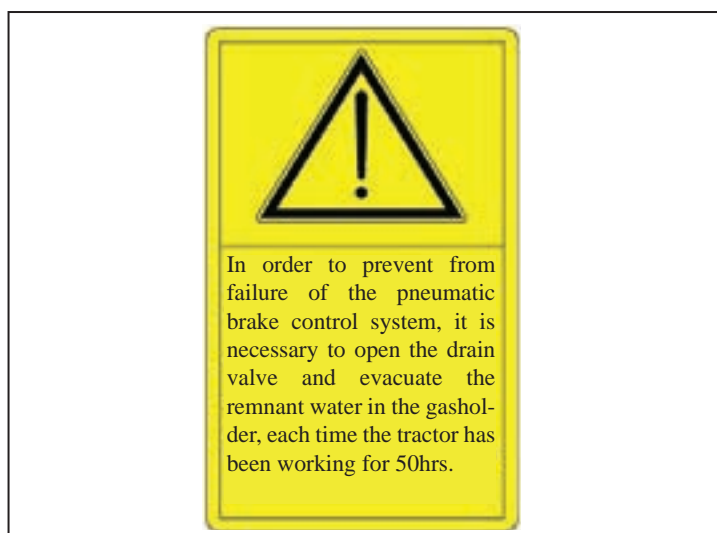 In order to prevent from
failure of the pneumatic
brake control system, it is
necessary to open the drain
valve and evacuate the
remnant water in the gashol-
der, each time the tractor has
been working for 50hrs.